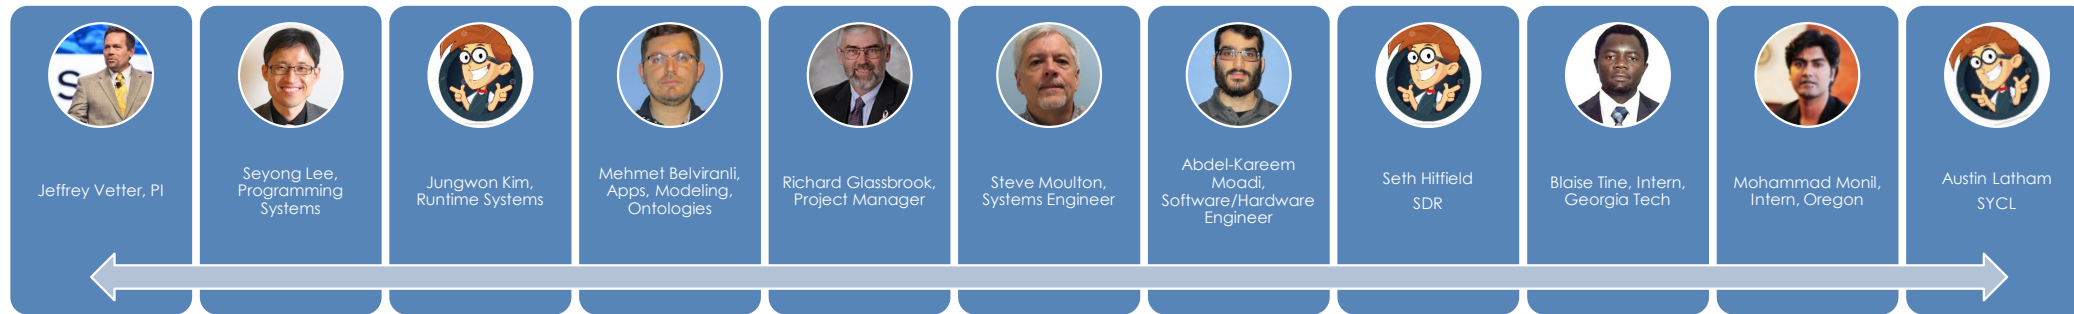 Jeffrey Vetter, PI
Seyong Lee,
Programming
Systems
Jungwon Kim,
Runtime Systems
Mehmet Belviranli,
Apps, Modeling,
Ontologies
Richard Glassbrook,
Project Manager
Steve Moulton,
Systems Engineer
Abdel-Kareem
Moadi,
Software/Hardware
Engineer
Seth Hitfield
SDR
Blaise Tine, Intern,
Georgia Tech
Mohammad Monil,
Intern, Oregon
Austin Latham
SYCL